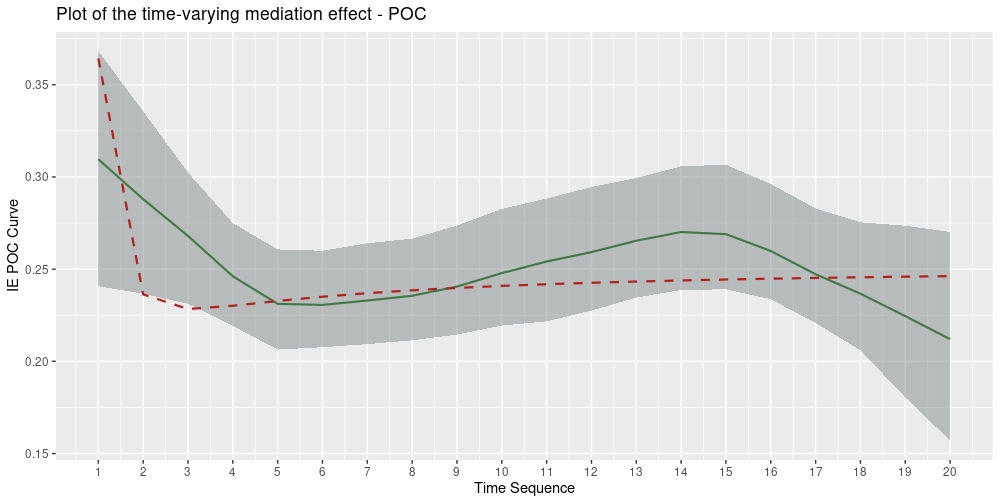 Plot of the time-varying mediation effect - POC
IE POC Curve
0.35
0.30
0.25
0.20
0.15
1 2 3 4 5 6 7 8 9 10 11 12 13 14 15 16 17 18 19 20
Time Sequence